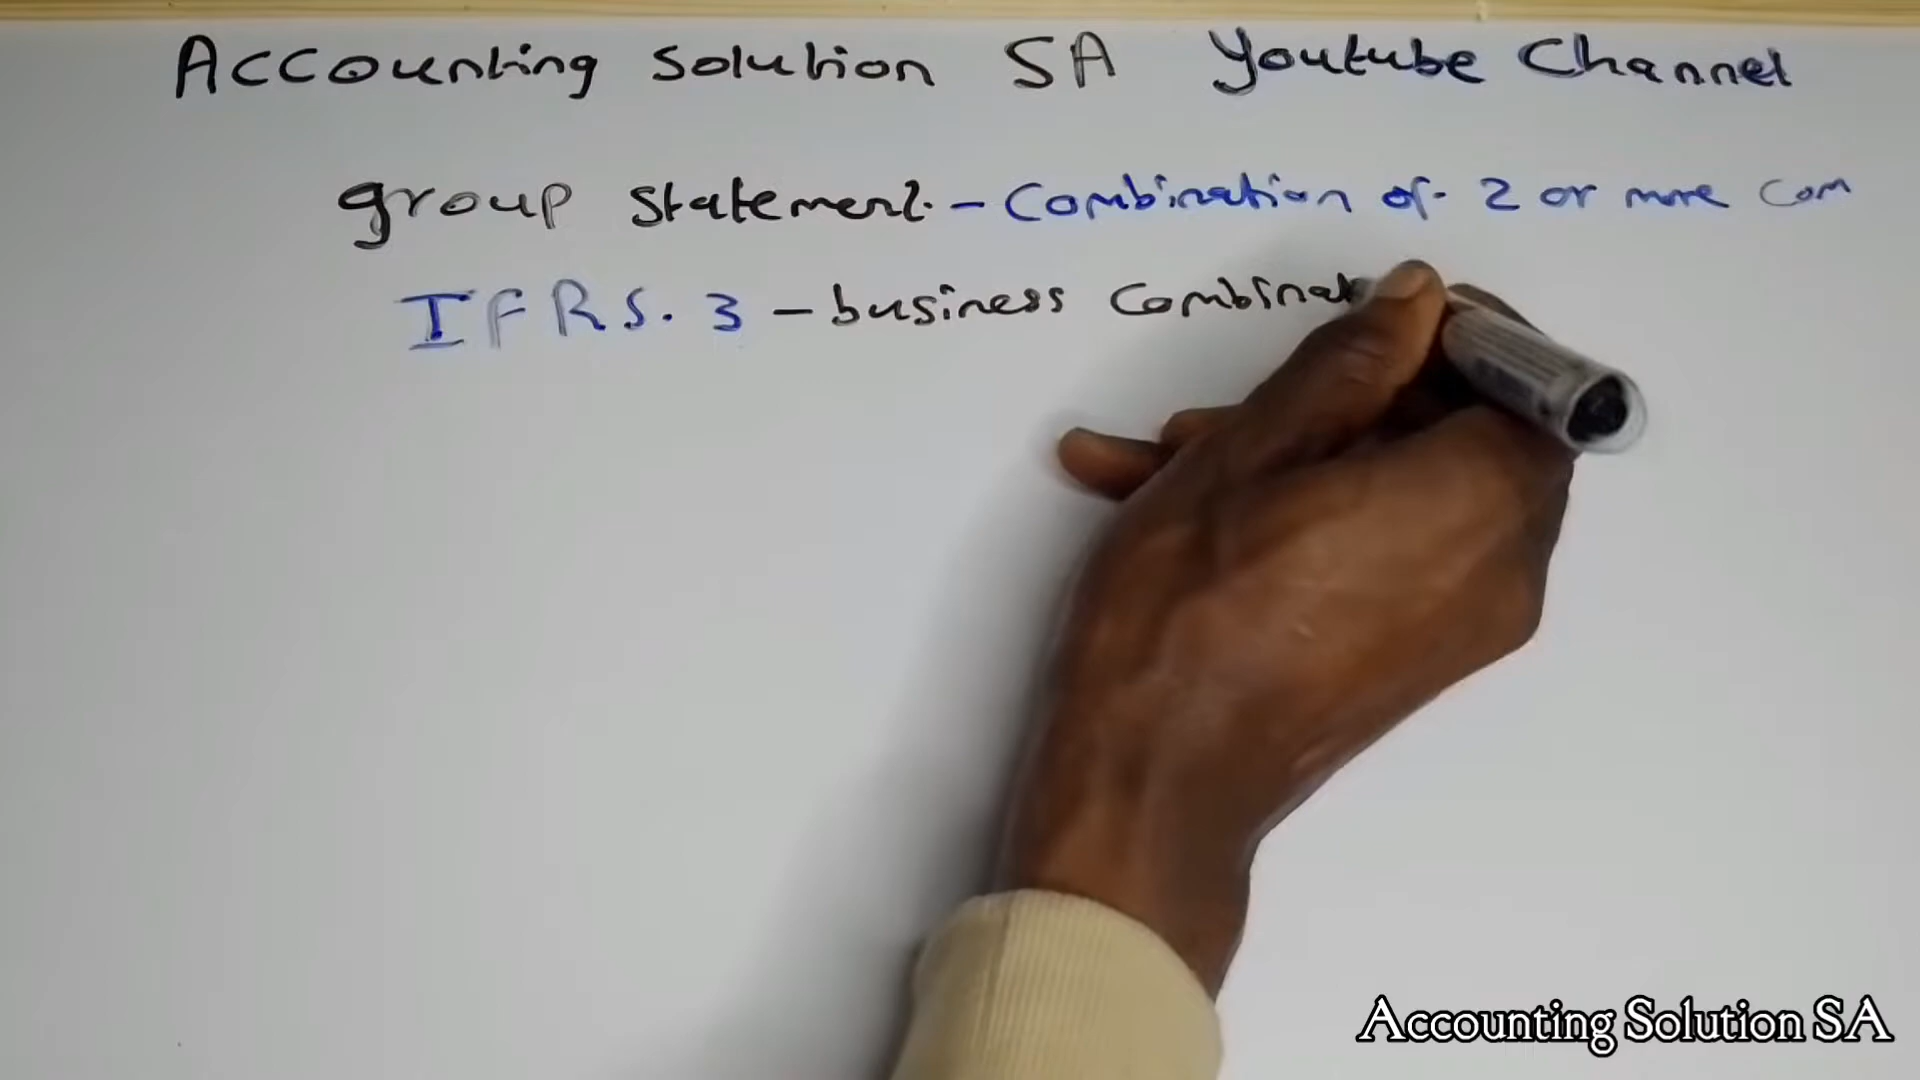 Accounting Solution SA Youtube Channel
group statement. - Combination of 2 or more com
IFRS. 3 - business Combinat
Accounting Solution SA